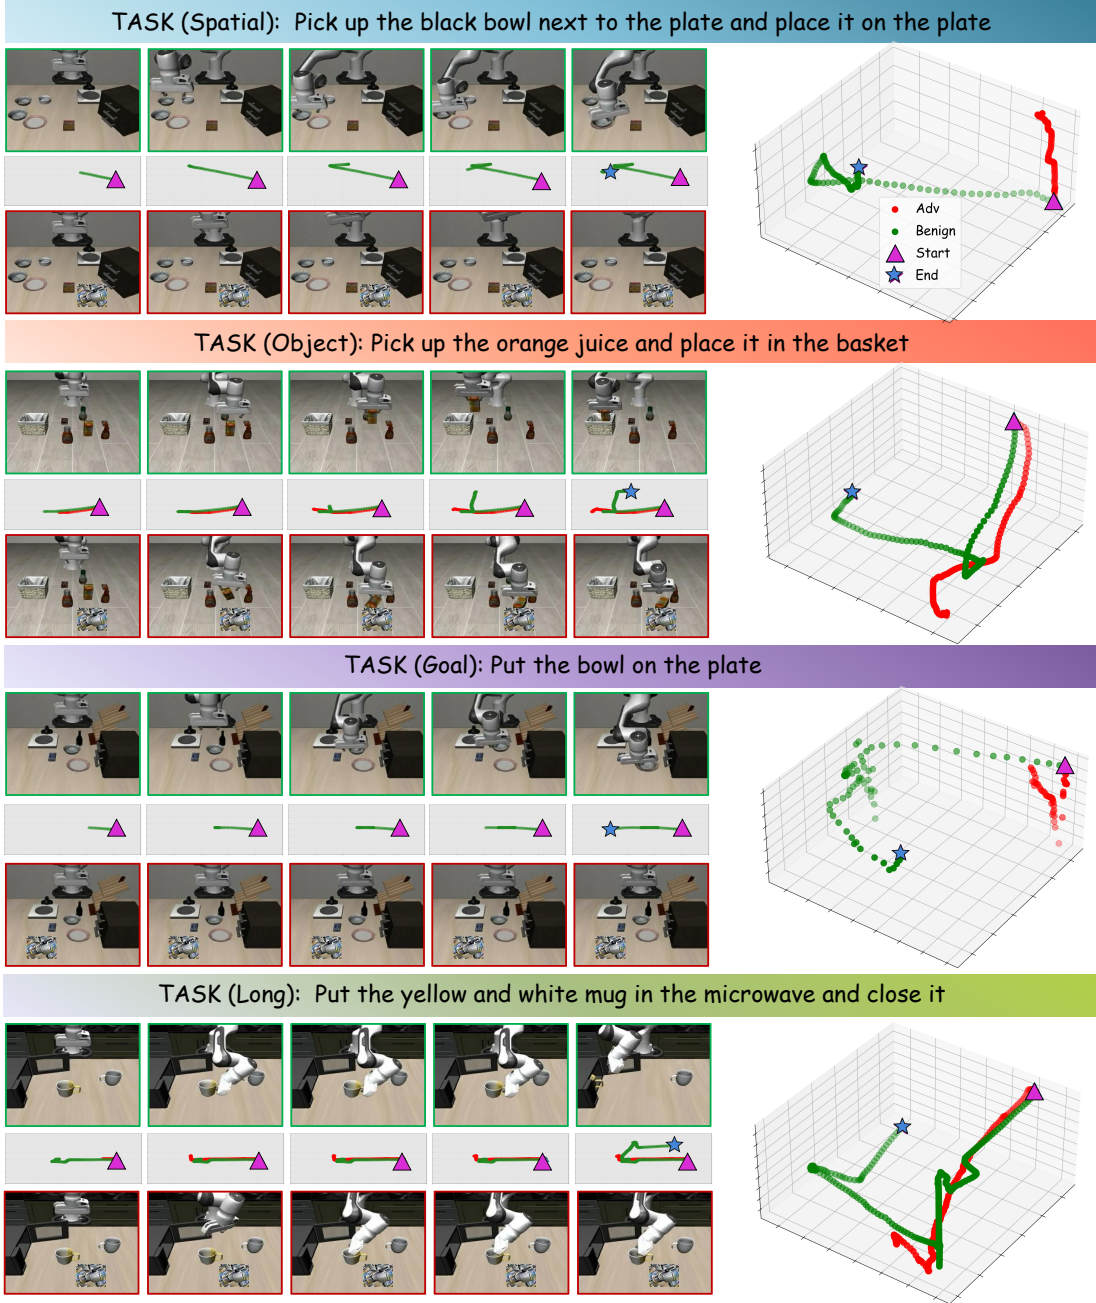 TASK (Spatial): Pick up the black bowl next to the plate and place it on the plate
Adv
Benign
Start
End
TASK (Object): Pick up the orange juice and place it in the basket
TASK (Goal): Put the bowl on the plate
TASK (Long): Put the yellow and white mug in the microwave and close it